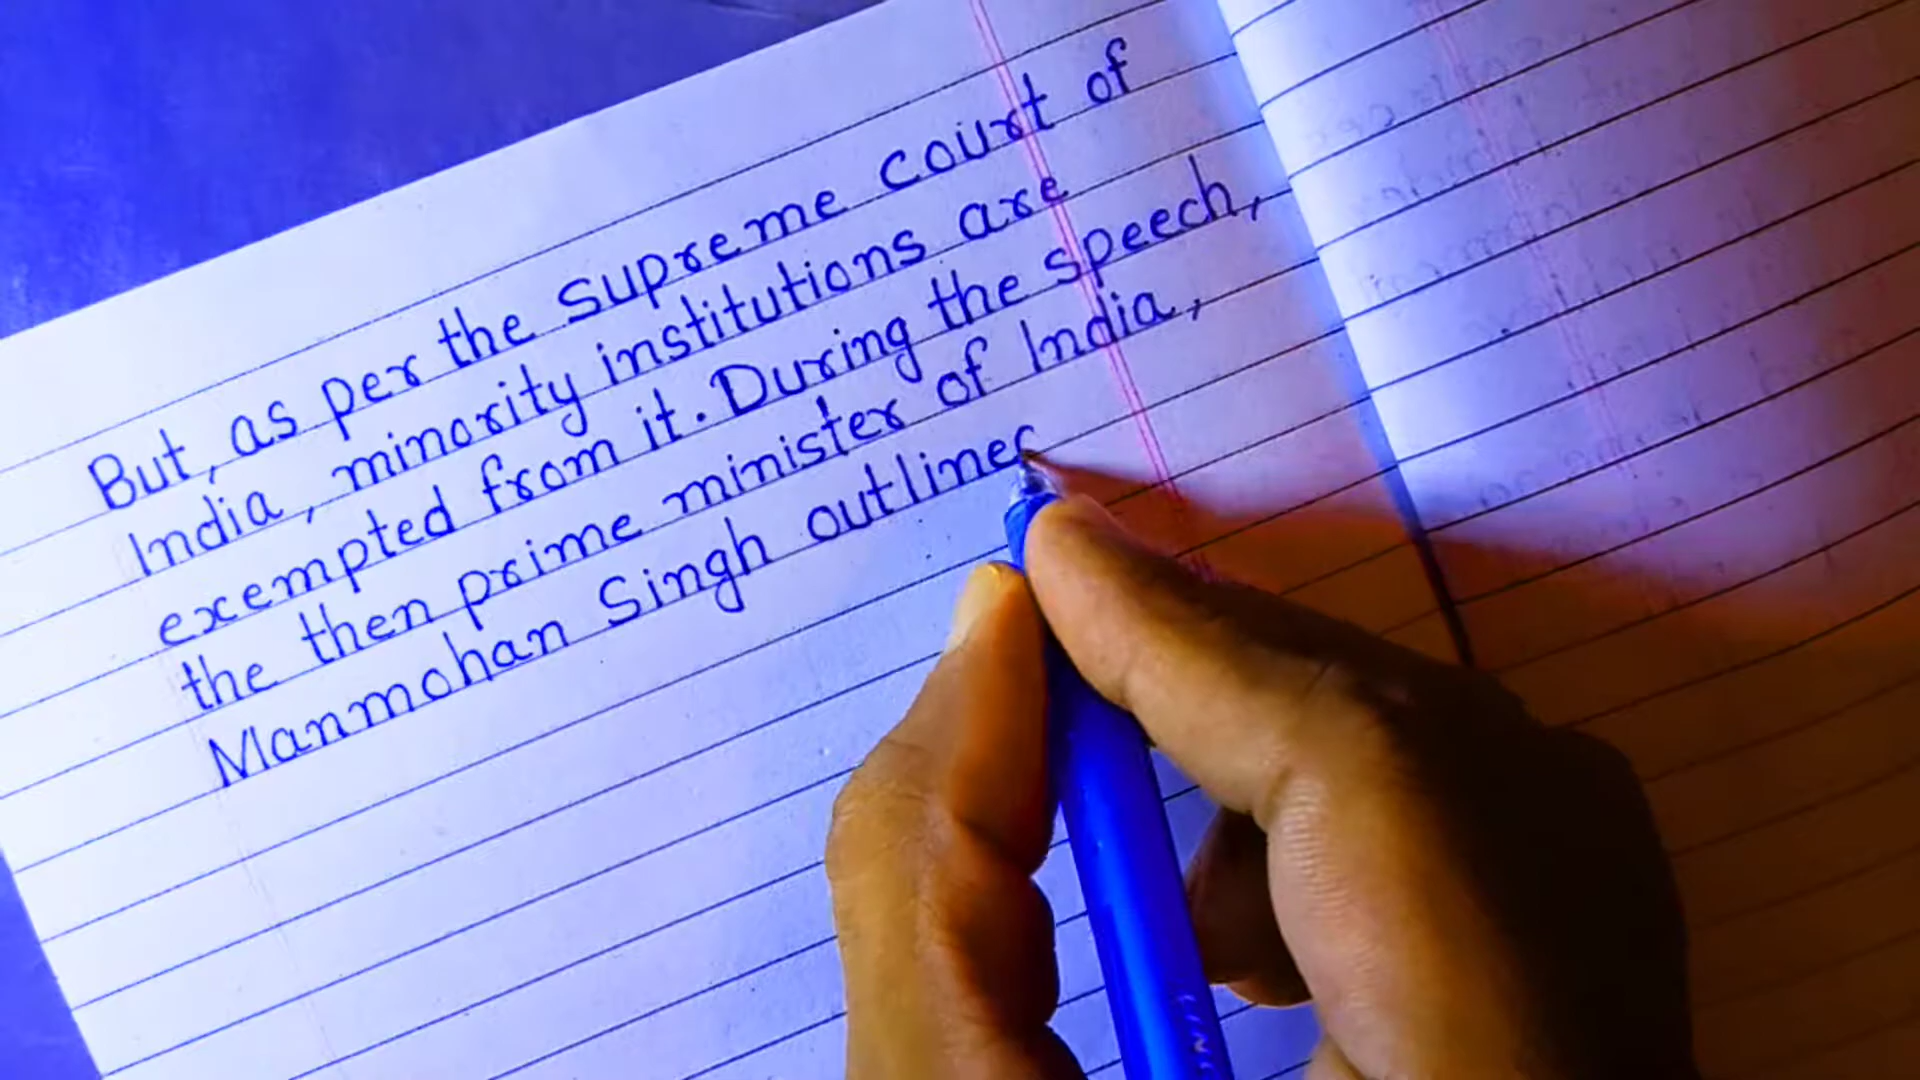 But, as per the supreme court of
India, minority institutions are
exempted from it. During the speech,
the then prime minister of India,
Manmohan Singh outlines